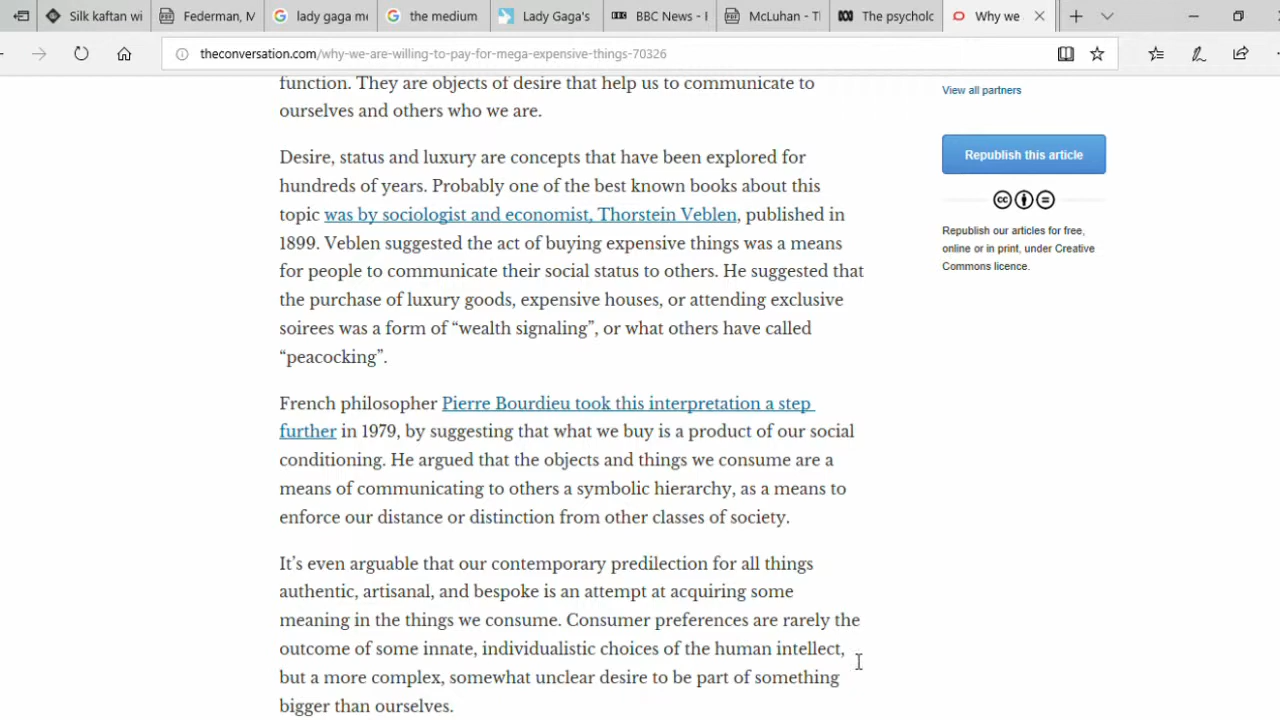 Silk kaftan wi
Federman, M
lady gaga me
the medium
Lady Gaga's
BBC News - F
McLuhan - Th
The psycholo
Why we
theconversation.com/why-we-are-willing-to-pay-for-mega-expensive-things-70326
function. They are objects of desire that help us to communicate to
ourselves and others who we are.
Desire, status and luxury are concepts that have been explored for
hundreds of years. Probably one of the best known books about this
topic was by sociologist and economist, Thorstein Veblen, published in
1899. Veblen suggested the act of buying expensive things was a means
for people to communicate their social status to others. He suggested that
the purchase of luxury goods, expensive houses, or attending exclusive
soirees was a form of “wealth signaling”, or what others have called
“peacocking”.
French philosopher Pierre Bourdieu took this interpretation a step
further in 1979, by suggesting that what we buy is a product of our social
conditioning. He argued that the objects and things we consume are a
means of communicating to others a symbolic hierarchy, as a means to
enforce our distance or distinction from other classes of society.
It’s even arguable that our contemporary predilection for all things
authentic, artisanal, and bespoke is an attempt at acquiring some
meaning in the things we consume. Consumer preferences are rarely the
outcome of some innate, individualistic choices of the human intellect,
but a more complex, somewhat unclear desire to be part of something
bigger than ourselves.
View all partners
Republish this article
Republish our articles for free,
online or in print, under Creative
Commons licence.